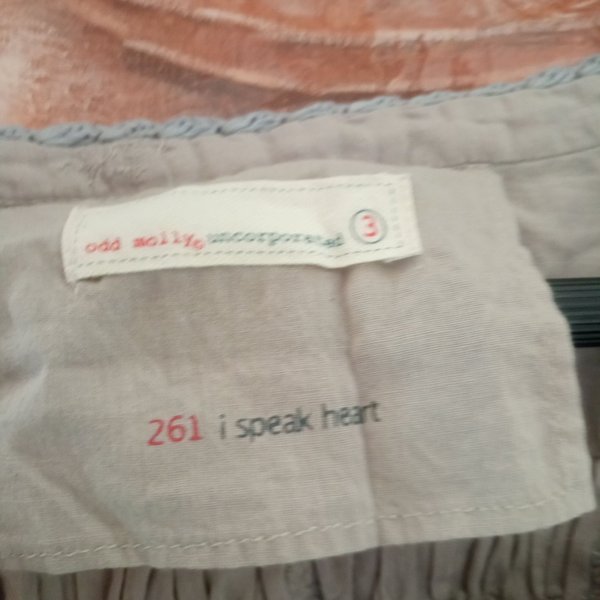 odd molly© uncorporated 3
261 i speak heart